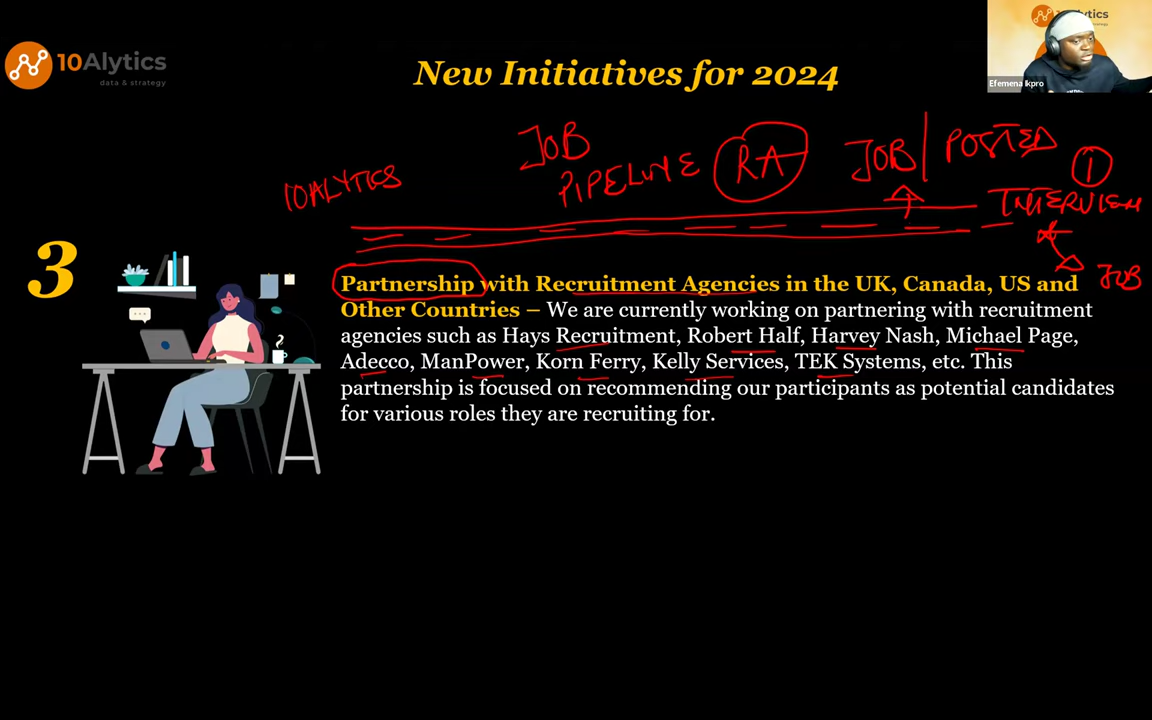 10Alytics
data & strategy
alytics
Efemena Ikpro
New Initiatives for 2024
JOB
PIPELINE
RA
JOB
POSTED
1
10ALYTICS
INTERVIEW
JOB
3
Partnership with Recruitment Agencies in the UK, Canada, US and
Other Countries – We are currently working on partnering with recruitment
agencies such as Hays Recruitment, Robert Half, Harvey Nash, Michael Page,
Adecco, ManPower, Korn Ferry, Kelly Services, TEK Systems, etc. This
partnership is focused on recommending our participants as potential candidates
for various roles they are recruiting for.